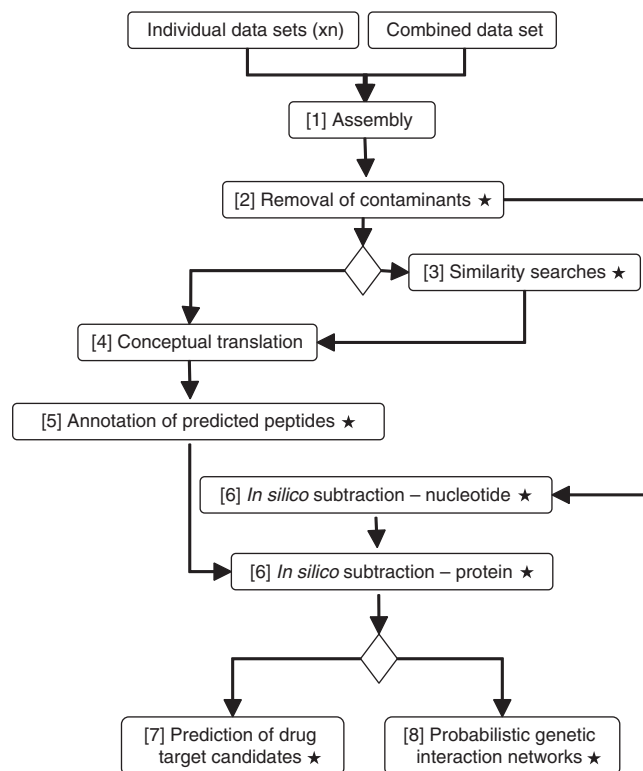 Individual data sets (xn)
Combined data set
[1] Assembly
[2] Removal of contaminants ★
[3] Similarity searches ★
[4] Conceptual translation
[5] Annotation of predicted peptides ★
[6] In silico subtraction – nucleotide ★
[6] In silico subtraction – protein ★
[7] Prediction of drug
target candidates ★
[8] Probabilistic genetic
interaction networks ★